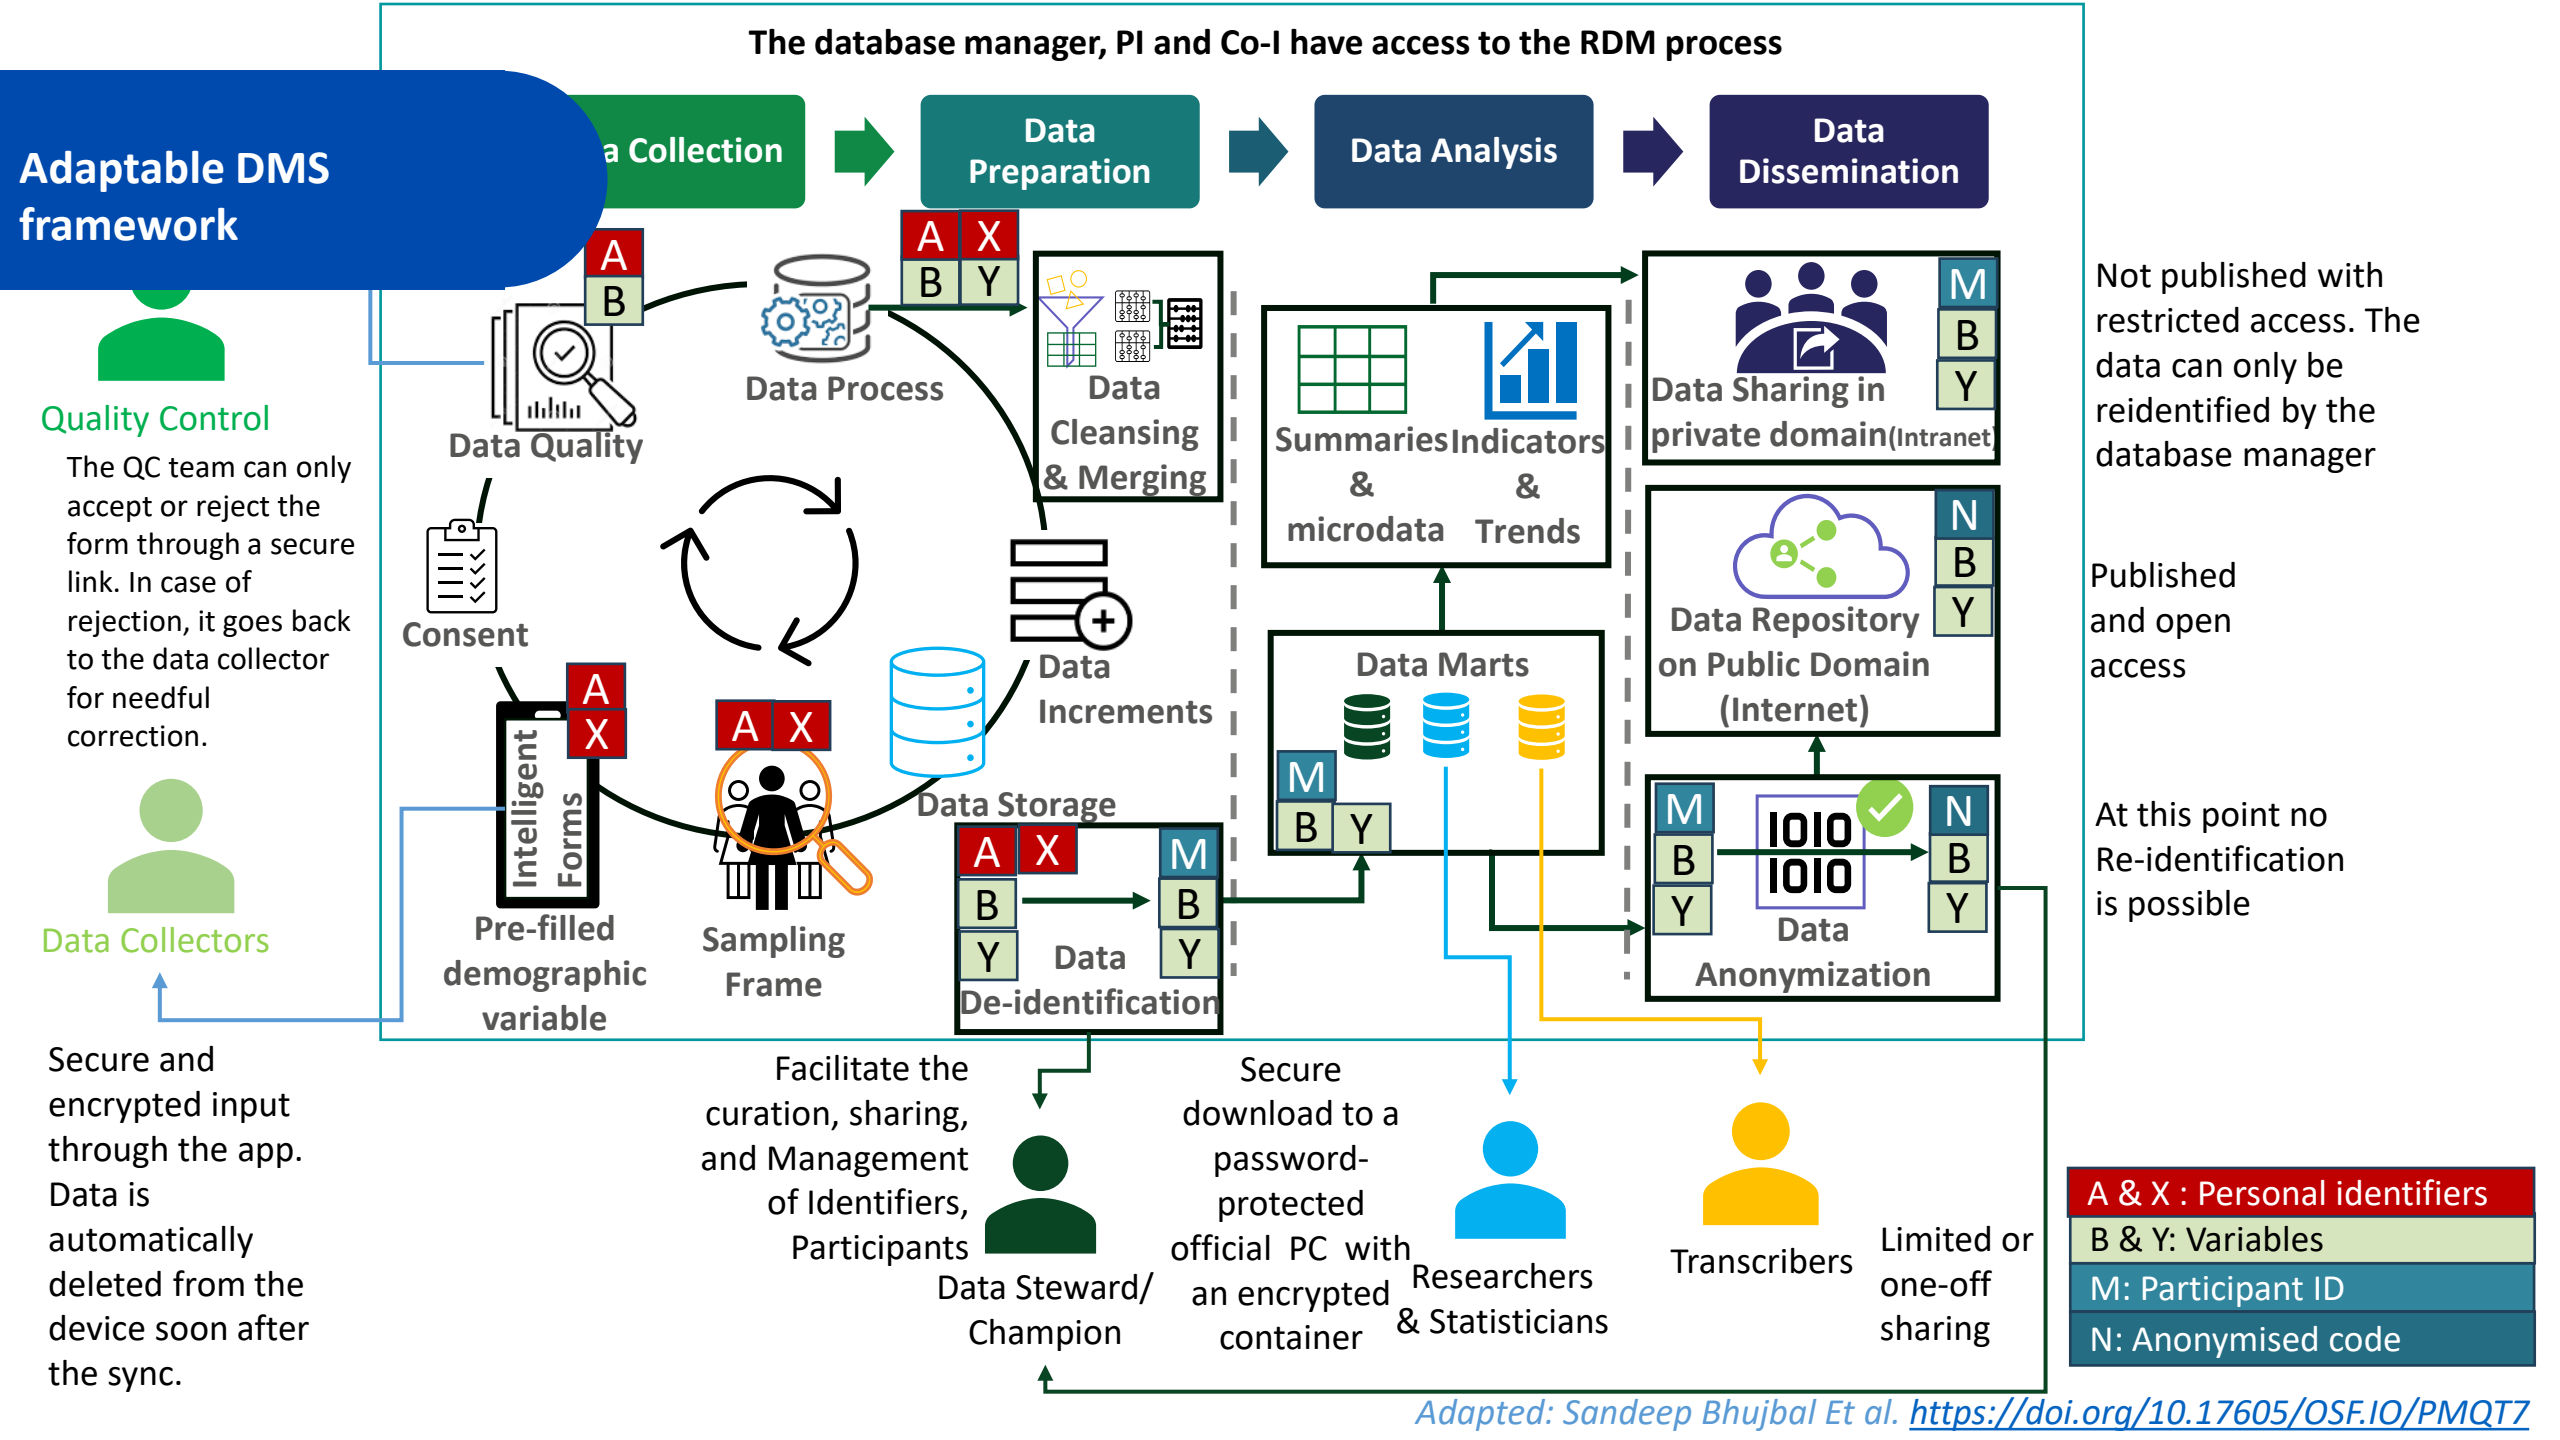 The database manager, PI and Co-I have access to the RDM process
Adaptable DMS
framework
a Collection
Data
Preparation
Data Analysis
Data
Dissemination
A
B
A X
B Y
Quality Control
The QC team can only
accept or reject the
form through a secure
link. In case of
rejection, it goes back
to the data collector
for needful
correction.
Data Collectors
Secure and
encrypted input
through the app.
Data is
automatically
deleted from the
device soon after
the sync.
Data Quality
Data Process
Data
Cleansing
& Merging
Consent
Data
Increments
A
X
Intelligent
Forms
Pre-filled
demographic
variable
A X
Sampling
Frame
Data Storage
A X M
B B
Y Y
Data
De-identification
Summaries
&
microdata
Indicators
&
Trends
Data Marts
M
B Y
M
B
Y
Data Sharing in
private domain(Intranet)
N
B
Y
Data Repository
on Public Domain
(Internet)
M N
B B
Y Y
1010
1010
Data
Anonymization
Not published with
restricted access. The
data can only be
reidentified by the
database manager
Published
and open
access
At this point no
Re-identification
is possible
Facilitate the
curation, sharing,
and Management
of Identifiers,
Participants
Data Steward/
Champion
Secure
download to a
password-
protected
official PC with
an encrypted
container
Researchers
& Statisticians
Transcribers
Limited or
one-off
sharing
A & X : Personal identifiers
B & Y: Variables
M: Participant ID
N: Anonymised code
Adapted: Sandeep Bhujbal Et al. https://doi.org/10.17605/OSF.IO/PMQT7